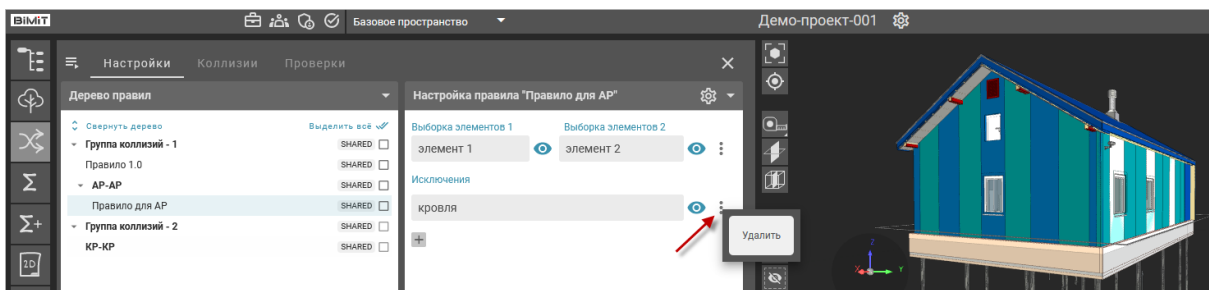 BIMIT
Базовое пространство
Демо-проект-001
Настройки Коллизии Проверки
Дерево правил
Свернуть дерево Выделить всё
Группа коллизий - 1 SHARED
Правило 1.0 SHARED
АР-АР SHARED
Правило для АР SHARED
Группа коллизий - 2 SHARED
КР-КР SHARED
Настройка правила "Правило для АР"
Выборка элементов 1 Выборка элементов 2
элемент 1 элемент 2
Исключения
кровля
Удалить
2D
Z
X Y